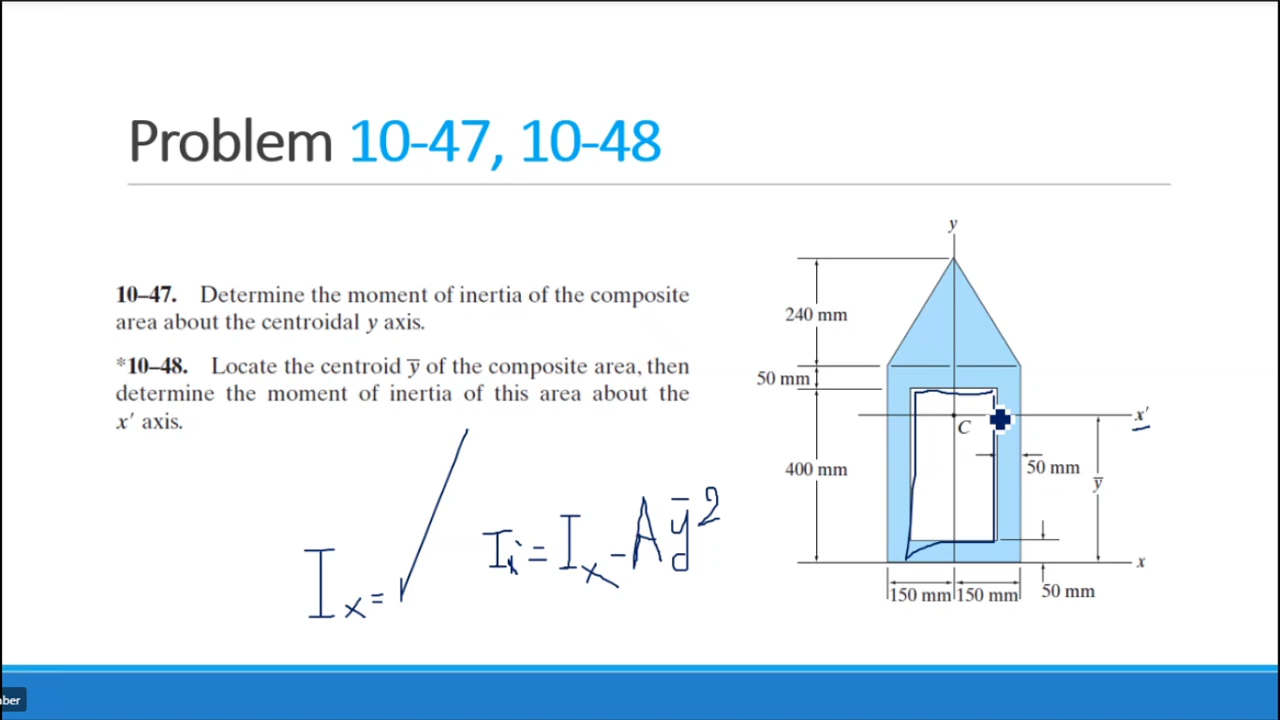 Problem 10-47, 10-48
10–47. Determine the moment of inertia of the composite
area about the centroidal y axis.
*10–48. Locate the centroid ȳ of the composite area, then
determine the moment of inertia of this area about the
x′ axis.
y
240 mm
50 mm
x′
C
400 mm
50 mm
ȳ
x
150 mm 150 mm
50 mm
Ix=
Ix̄ = Ix - Aȳ²